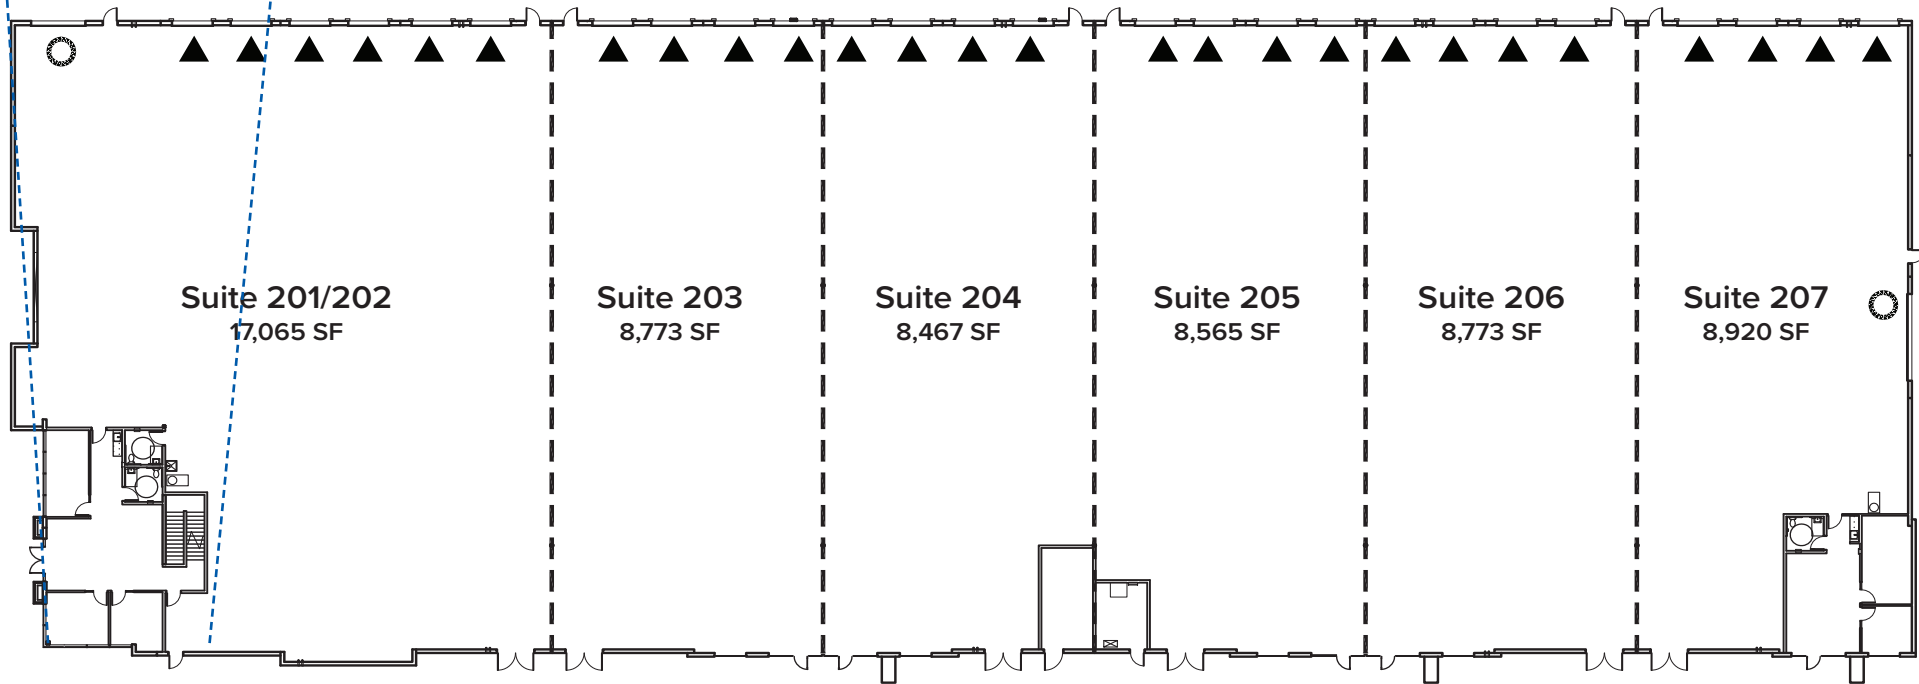 Suite 201/202
17,065 SF
Suite 203
8,773 SF
Suite 204
8,467 SF
Suite 205
8,565 SF
Suite 206
8,773 SF
Suite 207
8,920 SF